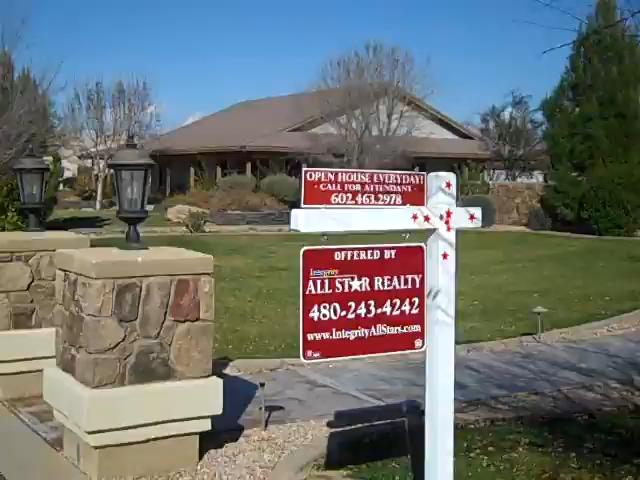 OPEN HOUSE EVERYDAY!
- CALL FOR ATTENDANT -
602.463.2978
OFFERED BY
Integrity
ALL STAR REALTY
480-243-4242
www.IntegrityAllStars.com